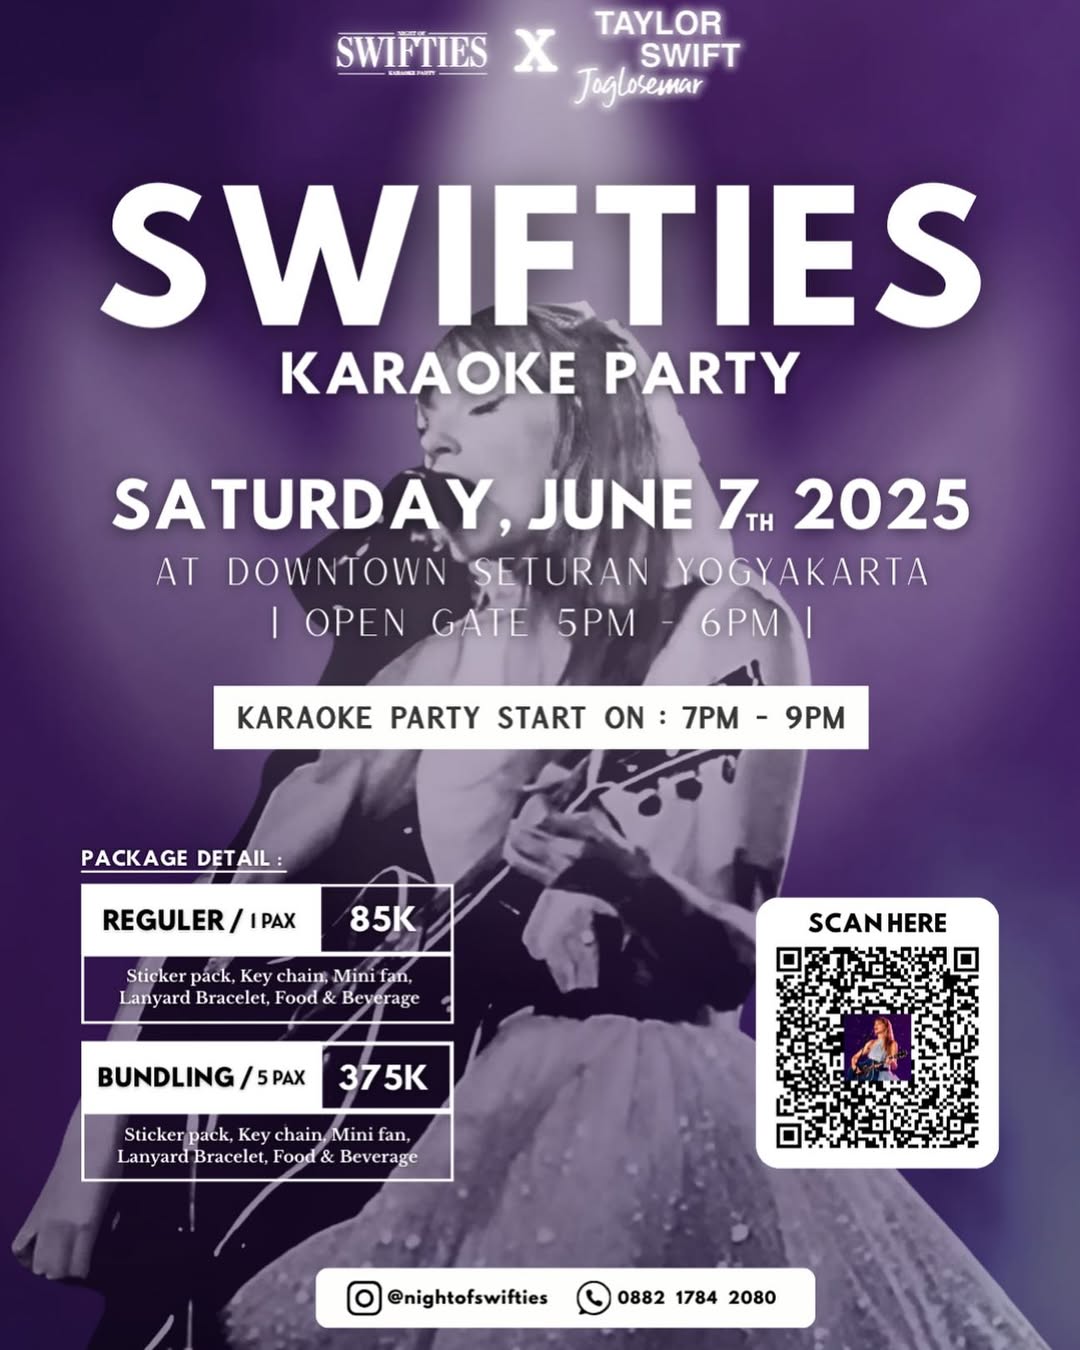 NIGHT OF
SWIFTIES
KARAOKE PARTY
X
TAYLOR
SWIFT
Joglosemar
SWIFTIES
KARAOKE PARTY
SATURDAY, JUNE 7TH 2025
AT DOWNTOWN SETURAN YOGYAKARTA
| OPEN GATE 5PM - 6PM |
KARAOKE PARTY START ON : 7PM - 9PM
PACKAGE DETAIL :
REGULER / 1 PAX 85K
Sticker pack, Key chain, Mini fan,
Lanyard Bracelet, Food & Beverage
BUNDLING / 5 PAX 375K
Sticker pack, Key chain, Mini fan,
Lanyard Bracelet, Food & Beverage
SCAN HERE
@nightofswifties 0882 1784 2080